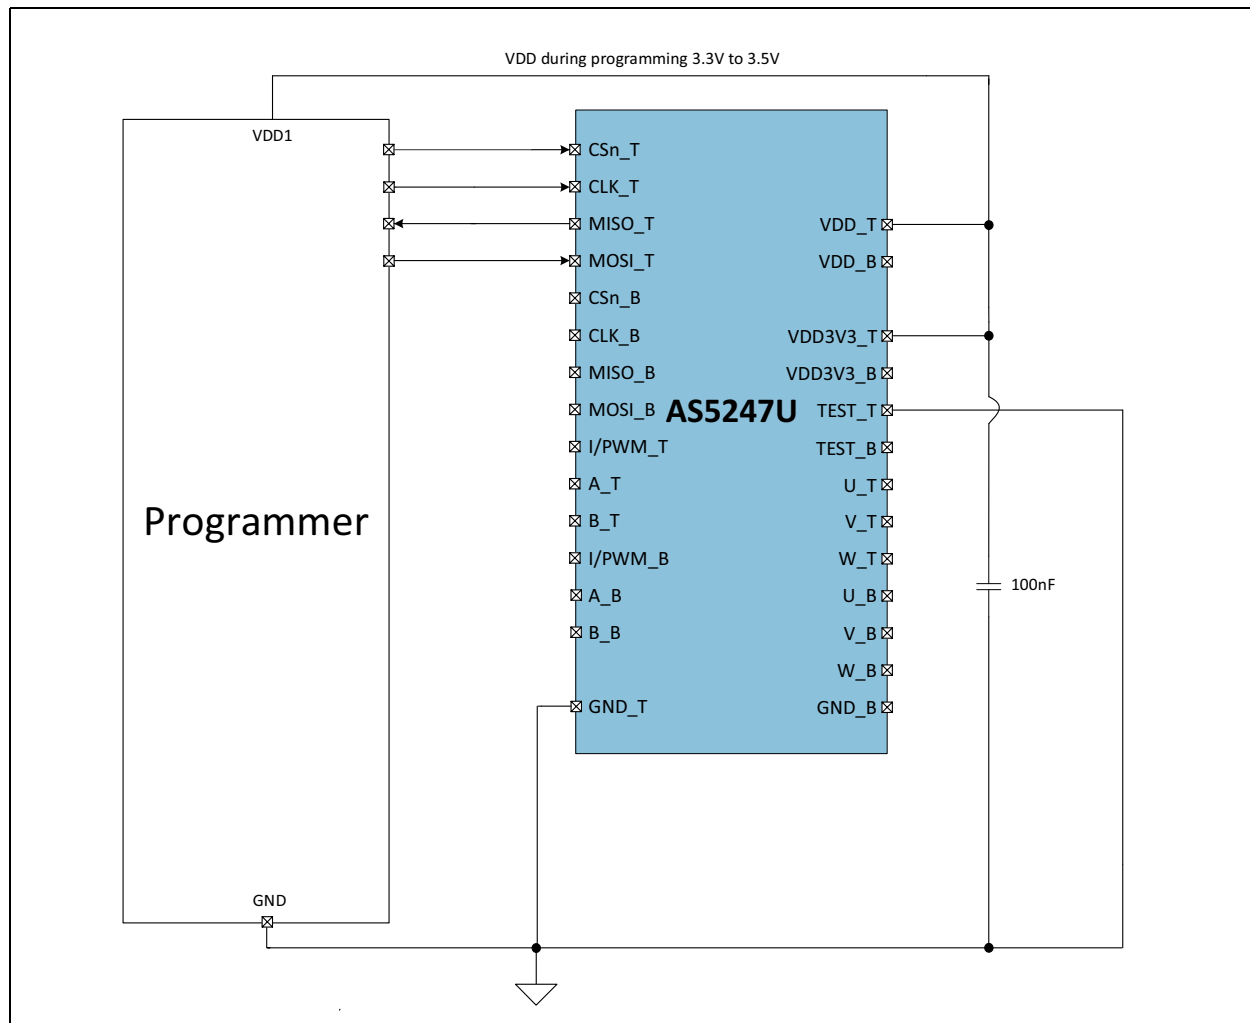 VDD during programming 3.3V to 3.5V
VDD1
CSn_T
CLK_T
MISO_T
VDD_T
MOSI_T
VDD_B
CSn_B
CLK_B
VDD3V3_T
MISO_B
VDD3V3_B
MOSI_B
AS5247U
TEST_T
I/PWM_T
TEST_B
A_T
U_T
Programmer
B_T
V_T
I/PWM_B
W_T
100nF
A_B
U_B
B_B
V_B
W_B
GND_T
GND_B
GND